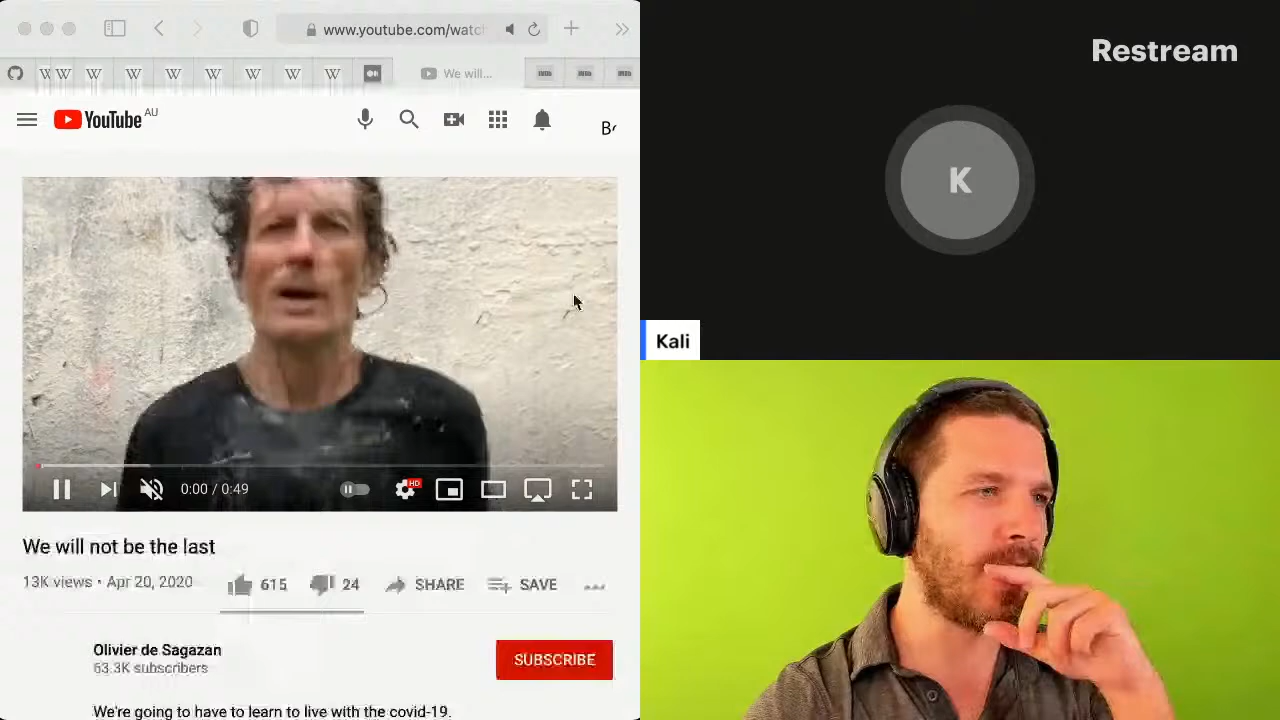 www.youtube.com/watc
We will...
YouTube AU
Br
HD
0:00 / 0:49
We will not be the last
13K views • Apr 20, 2020
615
24
SHARE
SAVE
Olivier de Sagazan
63.3K subscribers
SUBSCRIBE
We're going to have to learn to live with the covid-19.
Restream
K
Kali